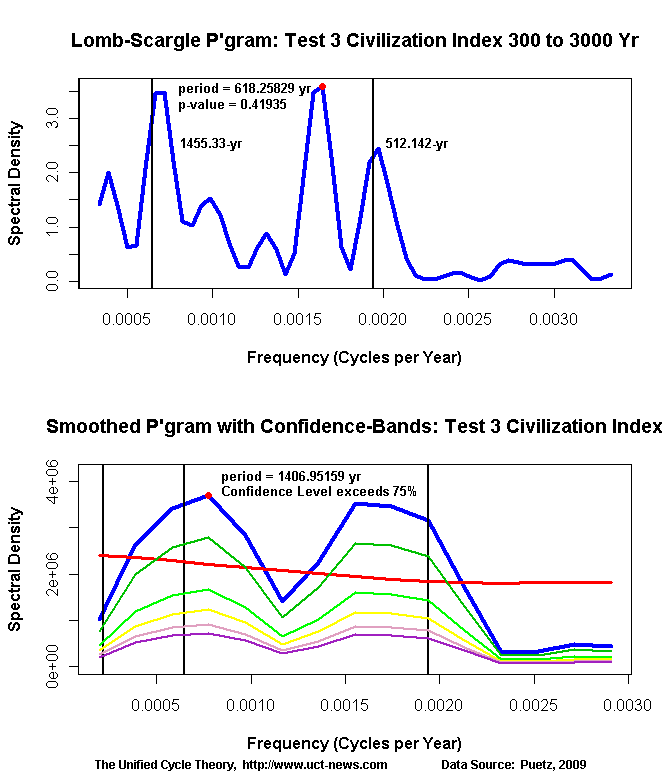 Lomb-Scargle P'gram: Test 3 Civilization Index 300 to 3000 Yr
period = 618.25829 yr
p-value = 0.41935
1455.33-yr
512.142-yr
Spectral Density
0.0
1.0
2.0
3.0
0.0005
0.0010
0.0015
0.0020
0.0025
0.0030
Frequency (Cycles per Year)
Smoothed P'gram with Confidence-Bands: Test 3 Civilization Index
period = 1406.95159 yr
Confidence Level exceeds 75%
Spectral Density
0e+00
2e+06
4e+06
0.0005
0.0010
0.0015
0.0020
0.0025
0.0030
Frequency (Cycles per Year)
The Unified Cycle Theory, http://www.uct-news.com
Data Source: Puetz, 2009